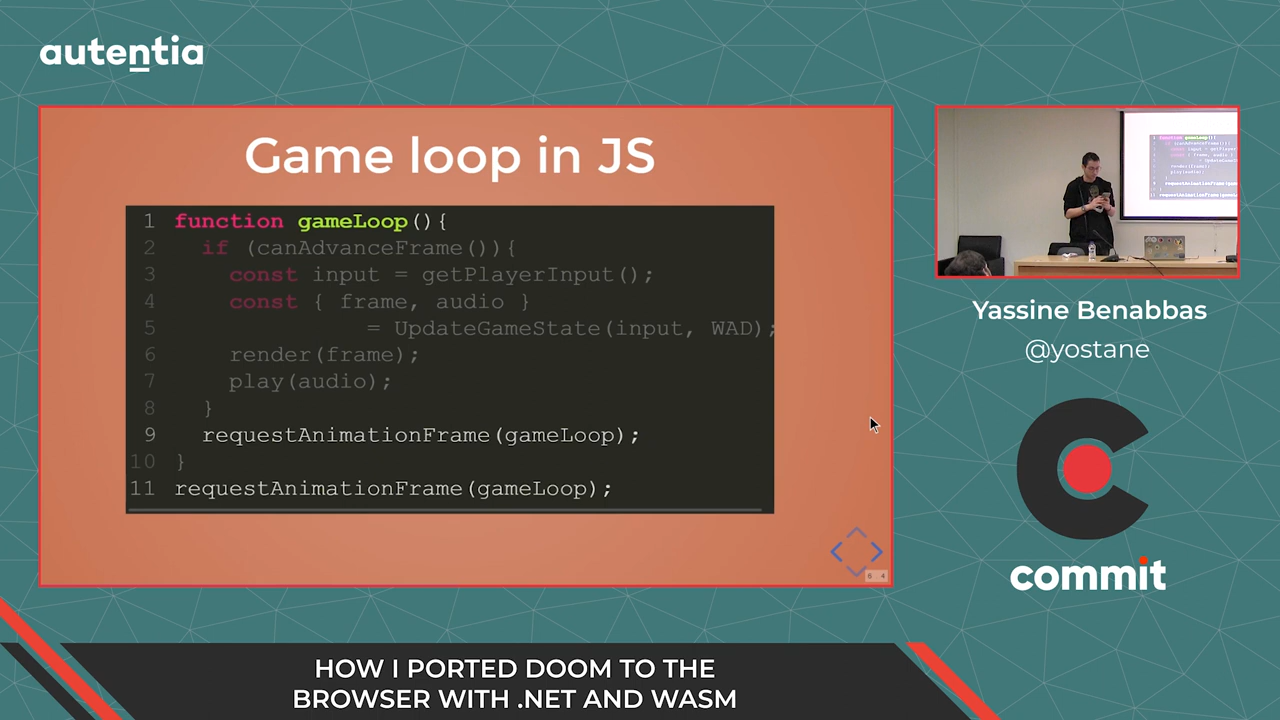 autentia
Game loop in JS
1 function gameLoop(){
2 if (canAdvanceFrame()){
3 const input = getPlayerInput();
4 const { frame, audio }
5 = UpdateGameState(input, WAD);
6 render(frame);
7 play(audio);
8 }
9 requestAnimationFrame(gameLoop);
10 }
11 requestAnimationFrame(gameLoop);
Yassine Benabbas
@yostane
commit
HOW I PORTED DOOM TO THE
BROWSER WITH .NET AND WASM